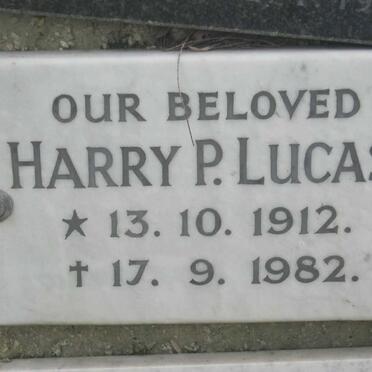 OUR BELOVED
HARRY P. LUCAS
★ 13. 10. 1912.
† 17. 9. 1982.